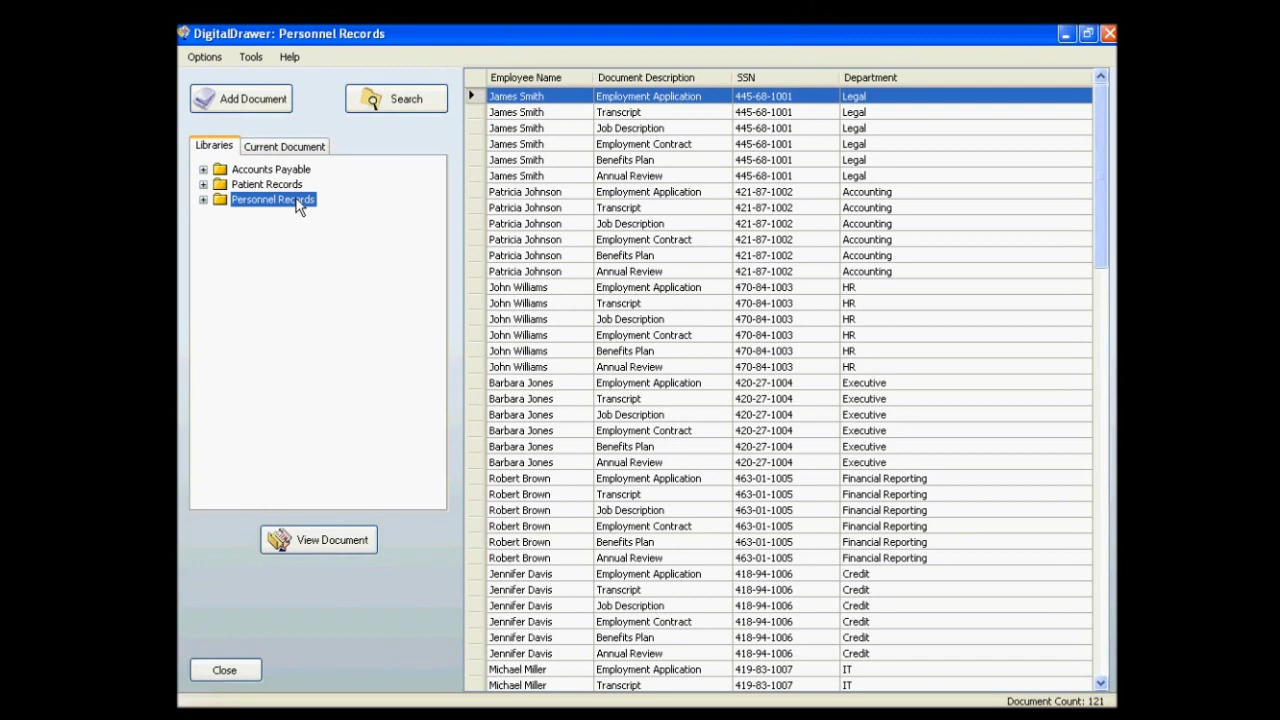 DigitalDrawer: Personnel Records
Options Tools Help
Add Document Search
Libraries Current Document
Accounts Payable
Patient Records
Personnel Records
View Document
Close
Employee Name Document Description SSN Department
James Smith Employment Application 445-68-1001 Legal
James Smith Transcript 445-68-1001 Legal
James Smith Job Description 445-68-1001 Legal
James Smith Employment Contract 445-68-1001 Legal
James Smith Benefits Plan 445-68-1001 Legal
James Smith Annual Review 445-68-1001 Legal
Patricia Johnson Employment Application 421-87-1002 Accounting
Patricia Johnson Transcript 421-87-1002 Accounting
Patricia Johnson Job Description 421-87-1002 Accounting
Patricia Johnson Employment Contract 421-87-1002 Accounting
Patricia Johnson Benefits Plan 421-87-1002 Accounting
Patricia Johnson Annual Review 421-87-1002 Accounting
John Williams Employment Application 470-84-1003 HR
John Williams Transcript 470-84-1003 HR
John Williams Job Description 470-84-1003 HR
John Williams Employment Contract 470-84-1003 HR
John Williams Benefits Plan 470-84-1003 HR
John Williams Annual Review 470-84-1003 HR
Barbara Jones Employment Application 420-27-1004 Executive
Barbara Jones Transcript 420-27-1004 Executive
Barbara Jones Job Description 420-27-1004 Executive
Barbara Jones Employment Contract 420-27-1004 Executive
Barbara Jones Benefits Plan 420-27-1004 Executive
Barbara Jones Annual Review 420-27-1004 Executive
Robert Brown Employment Application 463-01-1005 Financial Reporting
Robert Brown Transcript 463-01-1005 Financial Reporting
Robert Brown Job Description 463-01-1005 Financial Reporting
Robert Brown Employment Contract 463-01-1005 Financial Reporting
Robert Brown Benefits Plan 463-01-1005 Financial Reporting
Robert Brown Annual Review 463-01-1005 Financial Reporting
Jennifer Davis Employment Application 418-94-1006 Credit
Jennifer Davis Transcript 418-94-1006 Credit
Jennifer Davis Job Description 418-94-1006 Credit
Jennifer Davis Employment Contract 418-94-1006 Credit
Jennifer Davis Benefits Plan 418-94-1006 Credit
Jennifer Davis Annual Review 418-94-1006 Credit
Michael Miller Employment Application 419-83-1007 IT
Michael Miller Transcript 419-83-1007 IT
Document Count: 121